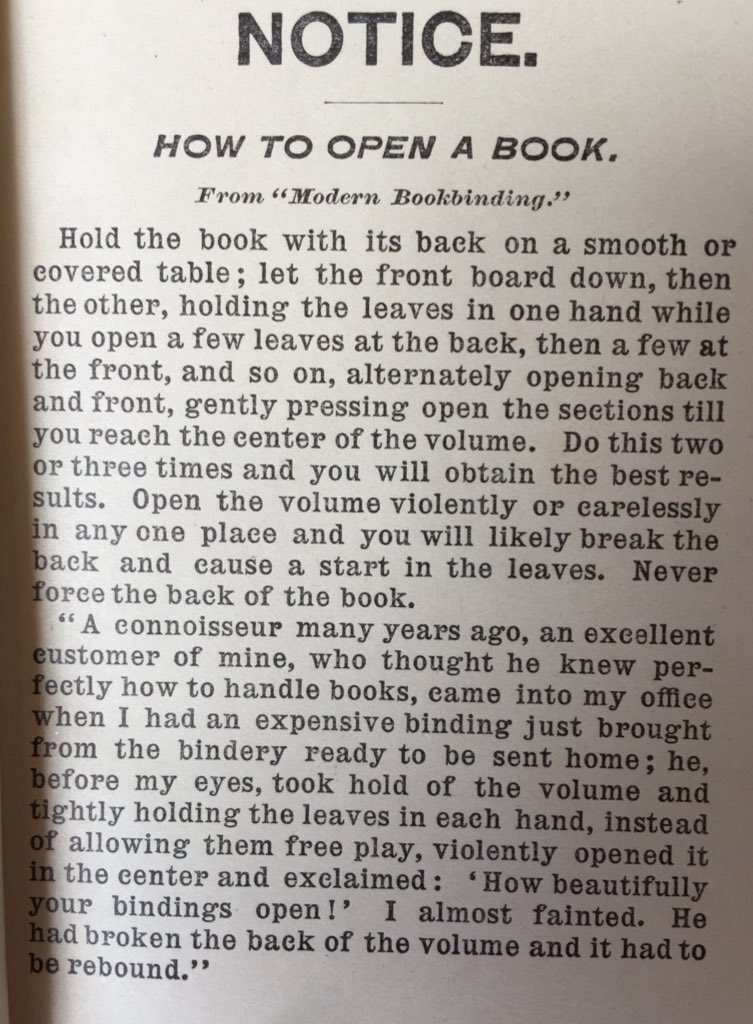 NOTICE.
HOW TO OPEN A BOOK.
From "Modern Bookbinding."
Hold the book with its back on a smooth or
covered table; let the front board down, then
the other, holding the leaves in one hand while
you open a few leaves at the back, then a few at
the front, and so on, alternately opening back
and front, gently pressing open the sections till
you reach the center of the volume. Do this two
or three times and you will obtain the best re-
sults. Open the volume violently or carelessly
in any one place and you will likely break the
back and cause a start in the leaves. Never
force the back of the book.
"A connoisseur many years ago, an excellent
customer of mine, who thought he knew per-
fectly how to handle books, came into my office
when I had an expensive binding just brought
from the bindery ready to be sent home; he,
before my eyes, took hold of the volume and
tightly holding the leaves in each hand, instead
of allowing them free play, violently opened it
in the center and exclaimed: 'How beautifully
your bindings open!' I almost fainted. He
had broken the back of the volume and it had to
be rebound."